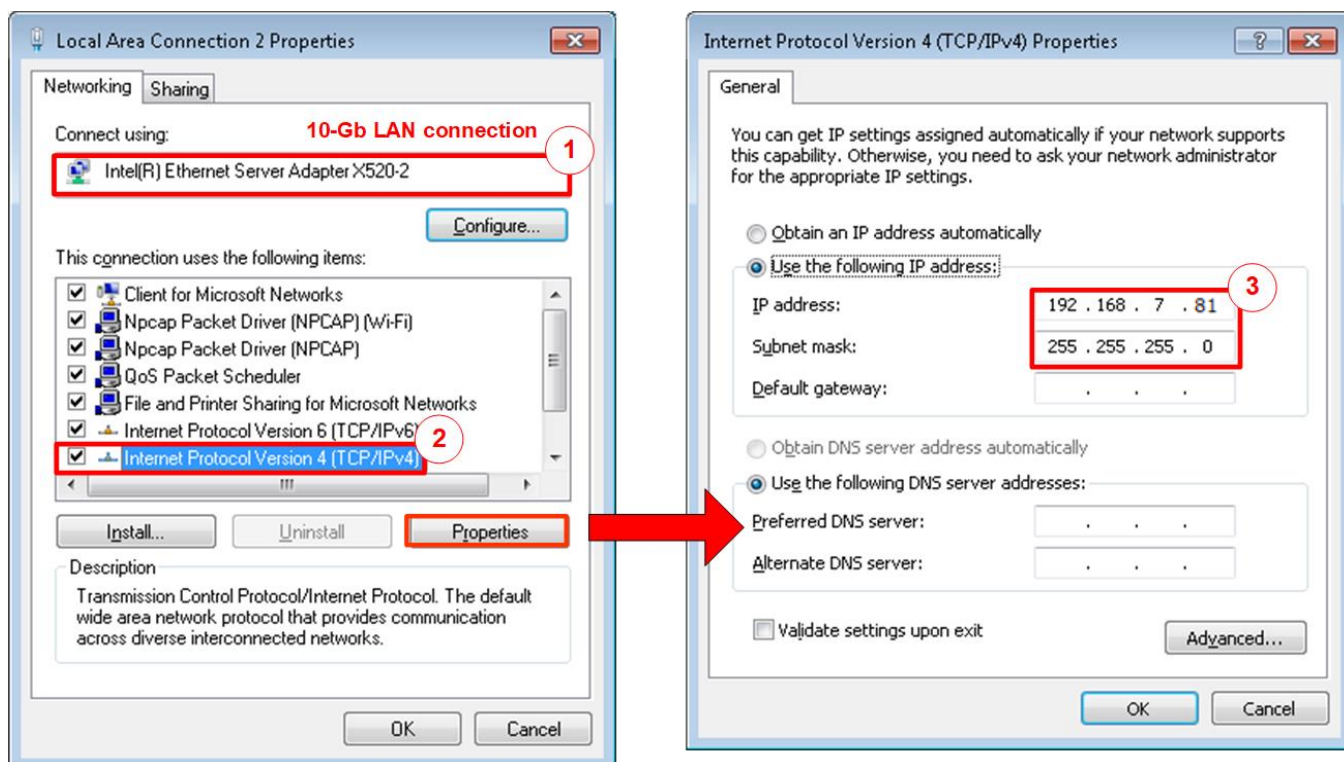 Local Area Connection 2 Properties
Networking
Sharing
Connect using:
10-Gb LAN connection
1
Intel(R) Ethernet Server Adapter X520-2
Configure...
This connection uses the following items:
Client for Microsoft Networks
Npcap Packet Driver (NPCAP) (Wi-Fi)
Npcap Packet Driver (NPCAP)
QoS Packet Scheduler
File and Printer Sharing for Microsoft Networks
Internet Protocol Version 6 (TCP/IPv6)
2
Internet Protocol Version 4 (TCP/IPv4)
Install...
Uninstall
Properties
Description
Transmission Control Protocol/Internet Protocol. The default
wide area network protocol that provides communication
across diverse interconnected networks.
OK
Cancel
Internet Protocol Version 4 (TCP/IPv4) Properties
General
You can get IP settings assigned automatically if your network supports
this capability. Otherwise, you need to ask your network administrator
for the appropriate IP settings.
Obtain an IP address automatically
Use the following IP address:
3
IP address:
192 . 168 . 7 . 81
Subnet mask:
255 . 255 . 255 . 0
Default gateway:
. . .
Obtain DNS server address automatically
Use the following DNS server addresses:
Preferred DNS server:
. . .
Alternate DNS server:
. . .
Validate settings upon exit
Advanced...
OK
Cancel